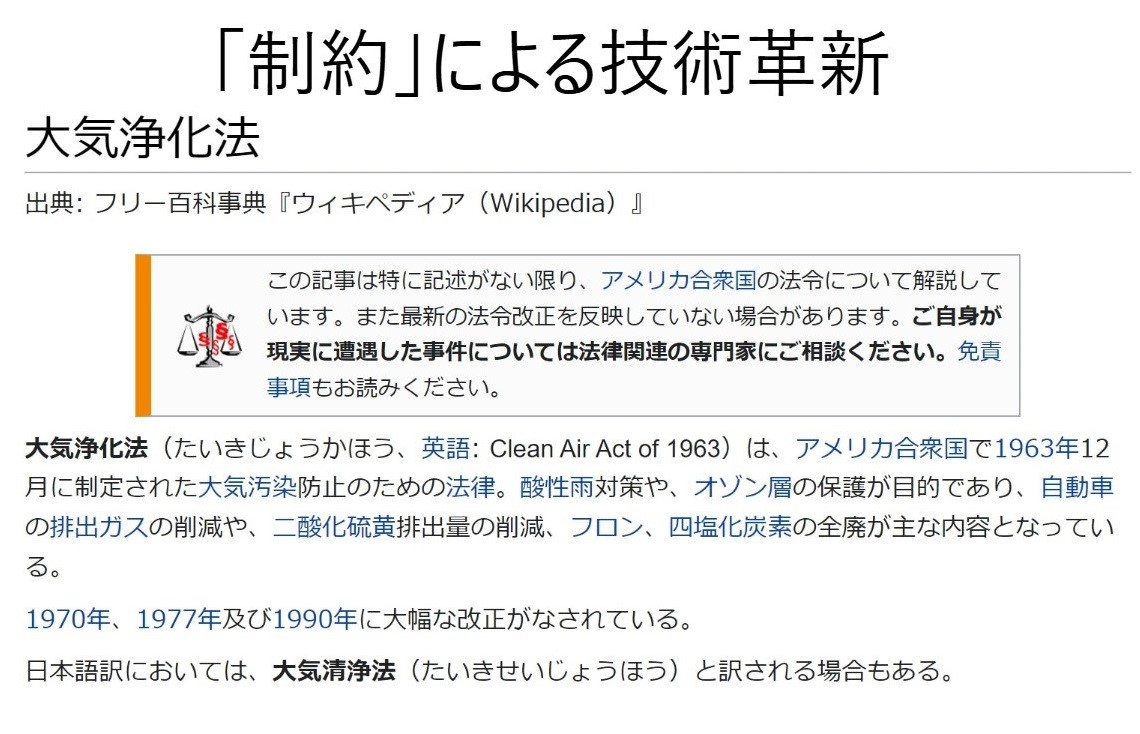 「制約」による技術革新
大気浄化法
出典: フリー百科事典『ウィキペディア（Wikipedia）』
この記事は特に記述がない限り、アメリカ合衆国の法令について解説して
います。また最新の法令改正を反映していない場合があります。ご自身が
現実に遭遇した事件については法律関連の専門家にご相談ください。免責
事項もお読みください。
大気浄化法（たいきじょうかほう、英語: Clean Air Act of 1963）は、アメリカ合衆国で1963年12
月に制定された大気汚染防止のための法律。酸性雨対策や、オゾン層の保護が目的であり、自動車
の排出ガスの削減や、二酸化硫黄排出量の削減、フロン、四塩化炭素の全廃が主な内容となってい
る。
1970年、1977年及び1990年に大幅な改正がなされている。
日本語訳においては、大気清浄法（たいきせいじょうほう）と訳される場合もある。